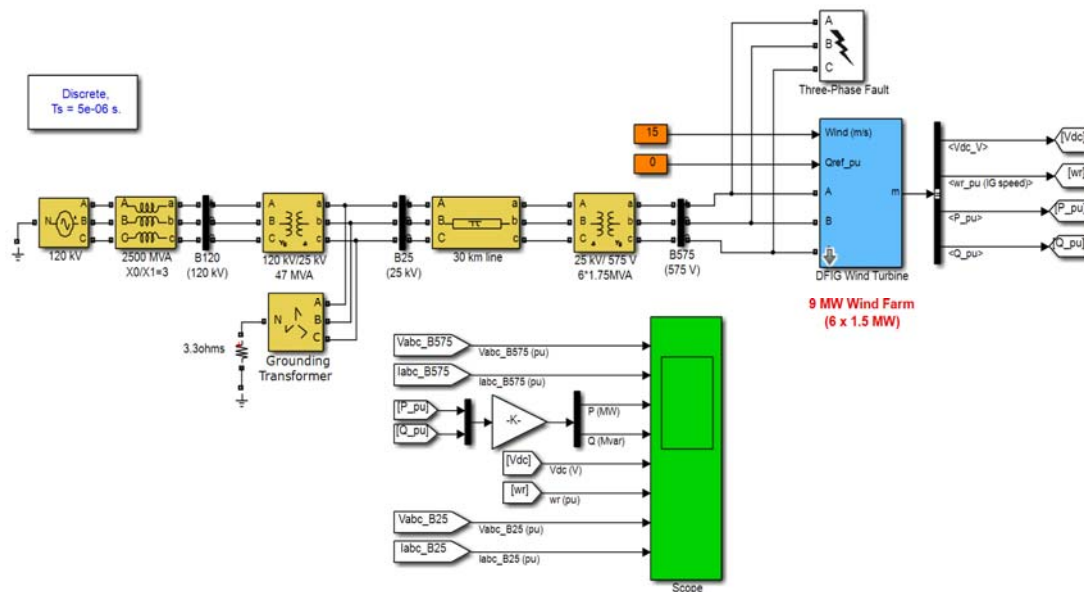 Discrete,
Ts = 5e-06 s.
A
B
C
Three-Phase Fault
15
0
Wind (m/s)
Qref_pu
A
B
C
m
DFIG Wind Turbine
9 MW Wind Farm
(6 x 1.5 MW)
<Vdc_V>
<wr_pu (IG speed)>
<P_pu>
<Q_pu>
[Vdc]
[wr]
[P_pu]
[Q_pu]
N
A
B
C
120 kV
A
B
C
A
B
C
2500 MVA
X0/X1=3
B120
(120 kV)
A
B
C
a
b
c
120 kV/25 kV
47 MVA
B25
(25 kV)
A
B
C
a
b
c
30 km line
A
B
C
a
b
c
25 kV/ 575 V
6*1.75MVA
B575
(575 V)
N
A
B
C
3.3ohms
Grounding
Transformer
Vabc_B575
Vabc_B575 (pu)
Iabc_B575
Iabc_B575 (pu)
[P_pu]
[Q_pu]
-K-
P (MW)
Q (Mvar)
[Vdc]
Vdc (V)
[wr]
wr (pu)
Vabc_B25
Vabc_B25 (pu)
Iabc_B25
Iabc_B25 (pu)
Scope